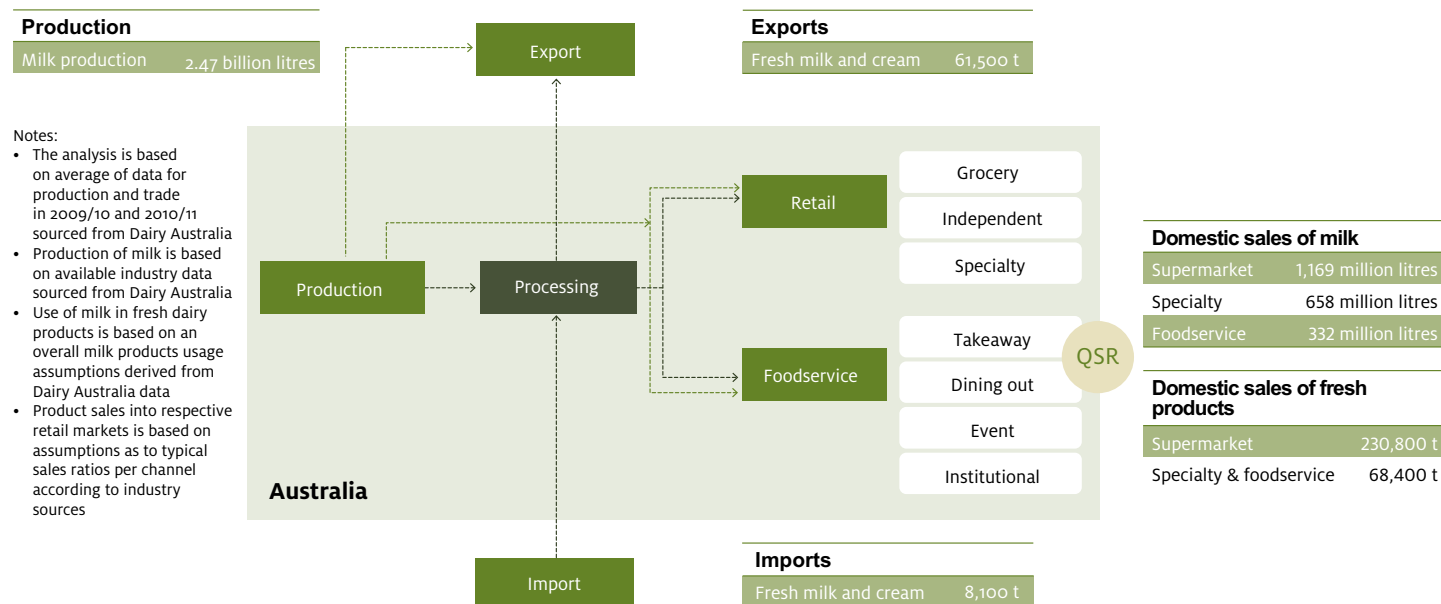 Production
Milk production 2.47 billion litres
Export
Exports
Fresh milk and cream 61,500 t
Notes:
• The analysis is based
on average of data for
production and trade
in 2009/10 and 2010/11
sourced from Dairy Australia
• Production of milk is based
on available industry data
sourced from Dairy Australia
• Use of milk in fresh dairy
products is based on an
overall milk products usage
assumptions derived from
Dairy Australia data
• Product sales into respective
retail markets is based on
assumptions as to typical
sales ratios per channel
according to industry
sources
Production
Processing
Retail
Grocery
Independent
Specialty
Foodservice
Takeaway
Dining out
Event
Institutional
QSR
Australia
Domestic sales of milk
Supermarket 1,169 million litres
Specialty 658 million litres
Foodservice 332 million litres
Domestic sales of fresh
products
Supermarket 230,800 t
Specialty & foodservice 68,400 t
Import
Imports
Fresh milk and cream 8,100 t